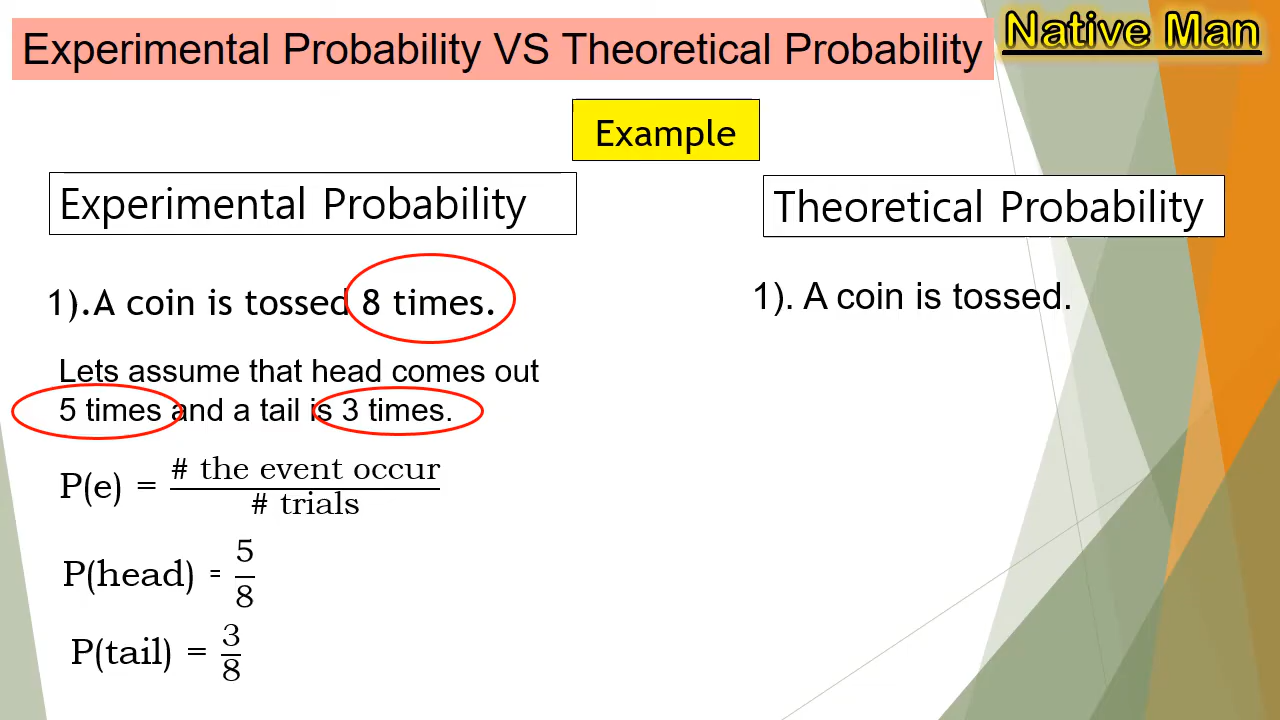 Experimental Probability VS Theoretical Probability
Native Man
Example
Experimental Probability
Theoretical Probability
1).A coin is tossed 8 times.
1). A coin is tossed.
Lets assume that head comes out
5 times and a tail is 3 times.
P(e) = # the event occur / # trials
P(head) = 5/8
P(tail) = 3/8